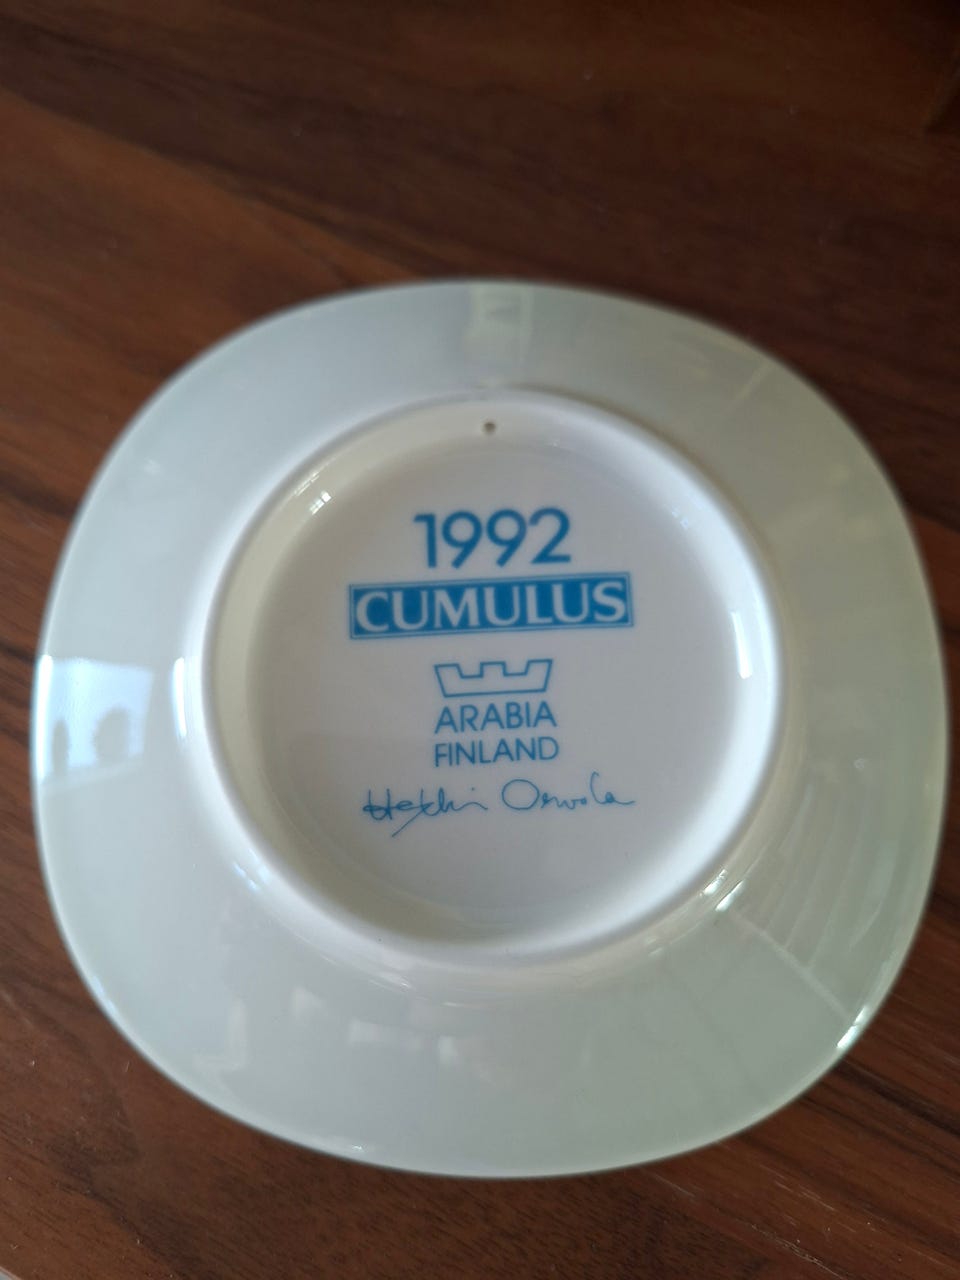 1992
CUMULUS
ARABIA
FINLAND
Heikki Orvola